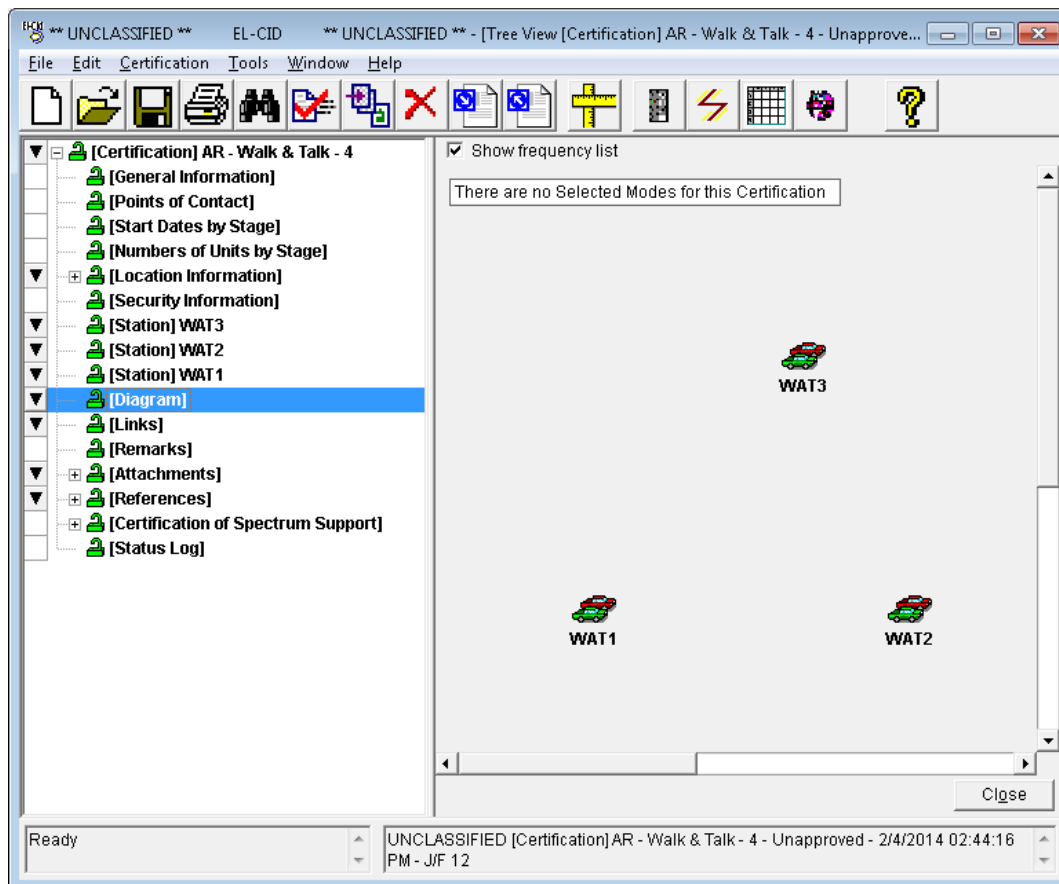 ** UNCLASSIFIED ** EL-CID ** UNCLASSIFIED ** - [Tree View [Certification] AR - Walk & Talk - 4 - Unapprove...
File Edit Certification Tools Window Help
[Certification] AR - Walk & Talk - 4
[General Information]
[Points of Contact]
[Start Dates by Stage]
[Numbers of Units by Stage]
[Location Information]
[Security Information]
[Station] WAT3
[Station] WAT2
[Station] WAT1
[Diagram]
[Links]
[Remarks]
[Attachments]
[References]
[Certification of Spectrum Support]
[Status Log]
Show frequency list
There are no Selected Modes for this Certification
WAT3
WAT1
WAT2
Close
Ready
UNCLASSIFIED [Certification] AR - Walk & Talk - 4 - Unapproved - 2/4/2014 02:44:16
PM - J/F 12